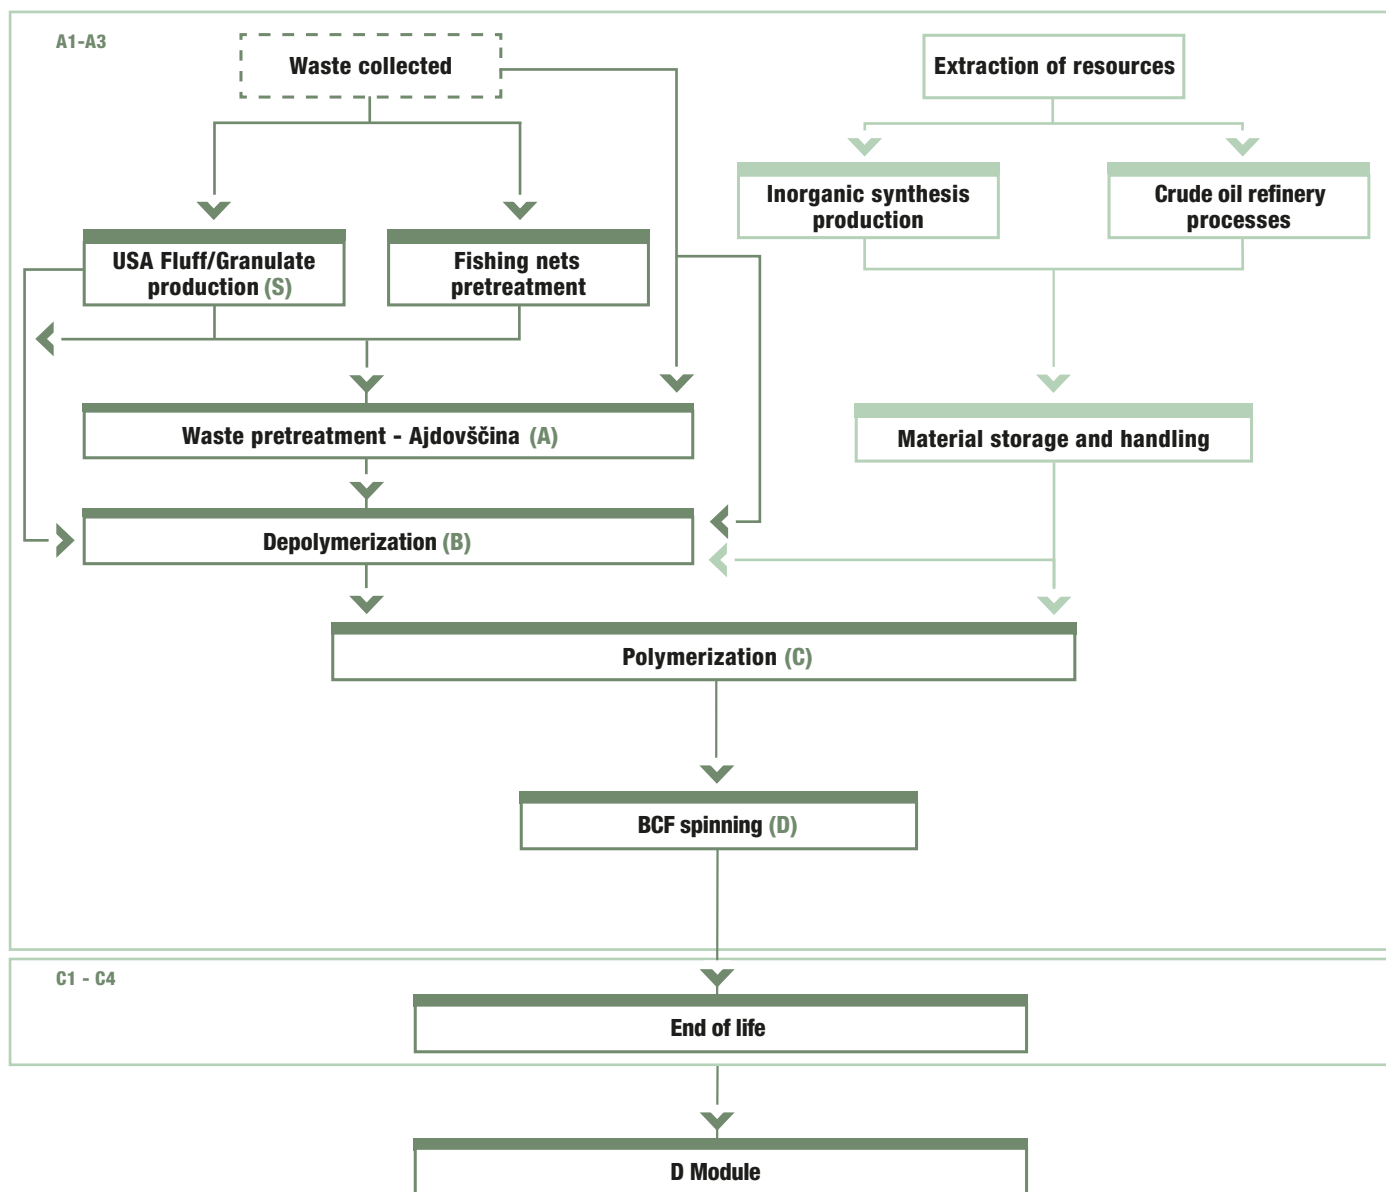 A1-A3
Waste collected
Extraction of resources
Inorganic synthesis
production
Crude oil refinery
processes
USA Fluff/Granulate
production (S)
Fishing nets
pretreatment
Waste pretreatment - Ajdovščina (A)
Material storage and handling
Depolymerization (B)
Polymerization (C)
BCF spinning (D)
C1 - C4
End of life
D Module